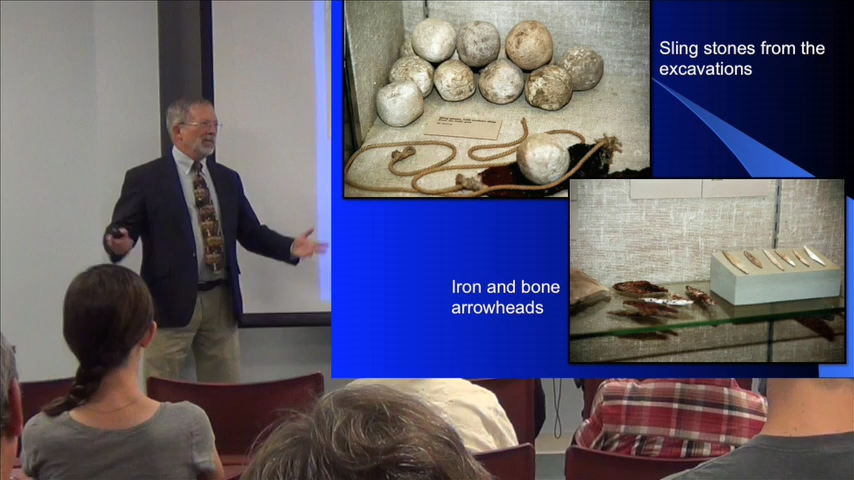 Sling stones from the
excavations
Iron and bone
arrowheads